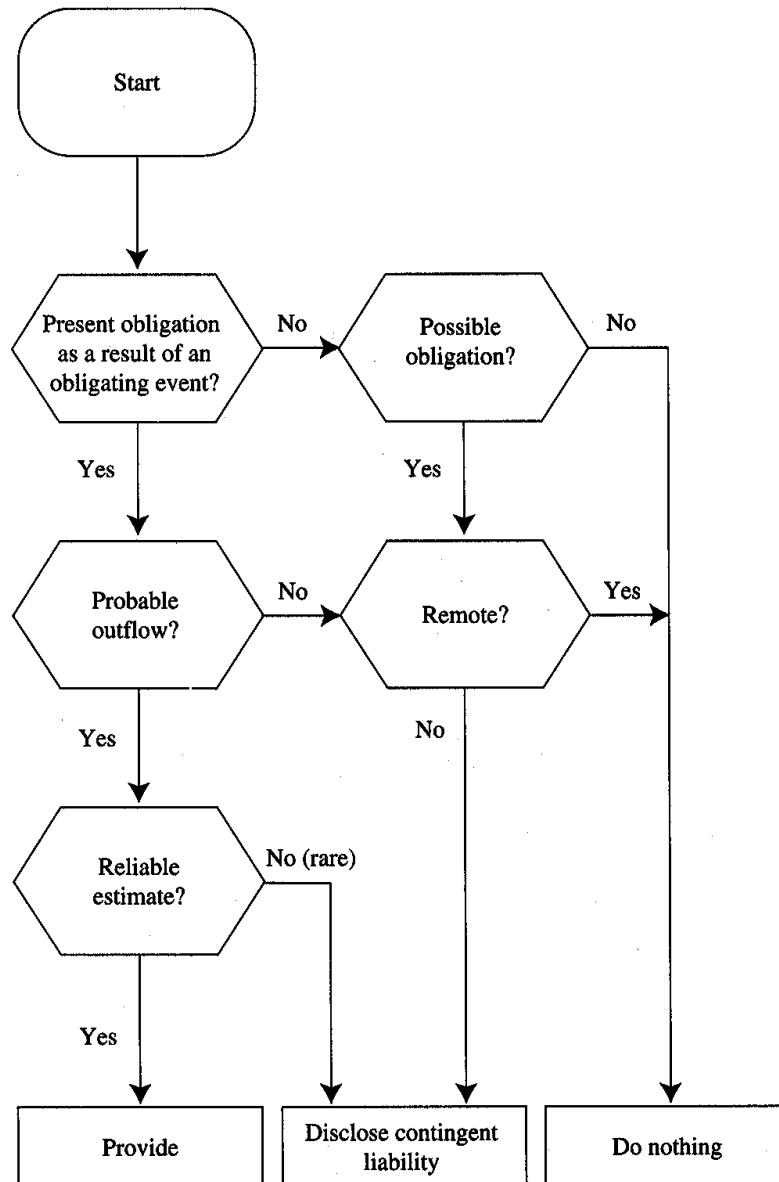 Start
Present obligation
as a result of an
obligating event?
No
Possible
obligation?
No
Yes
Yes
Probable
outflow?
No
Remote?
Yes
Yes
No
Reliable
estimate?
No (rare)
Yes
Provide
Disclose contingent
liability
Do nothing